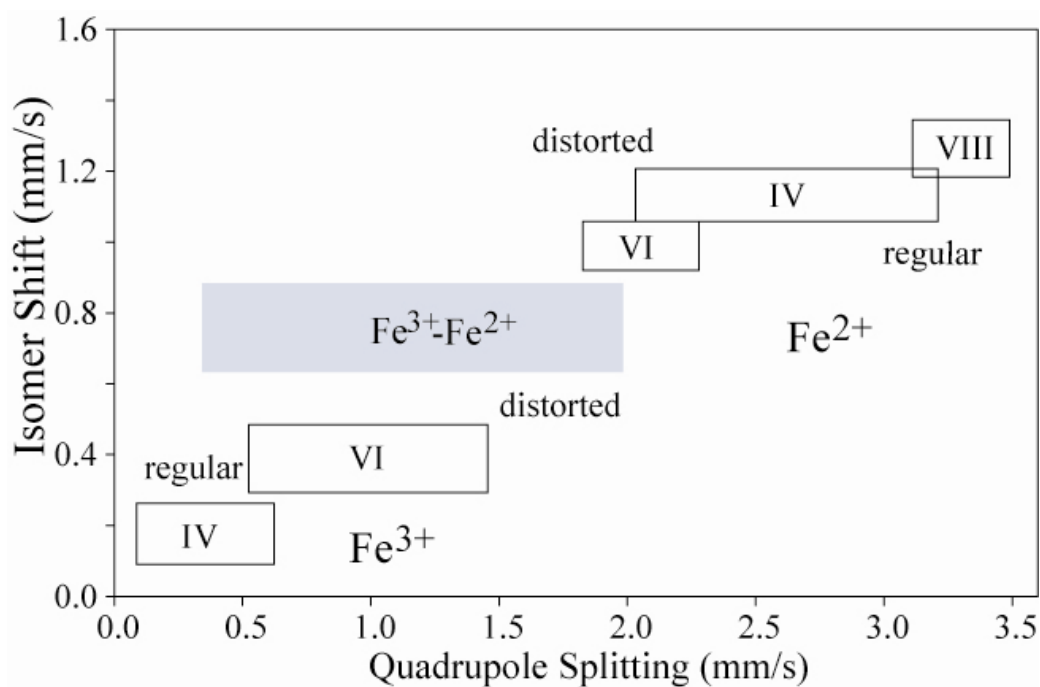 1.6
1.2
0.8
0.4
0.0
Isomer Shift (mm/s)
distorted
VIII
IV
VI
regular
Fe³⁺-Fe²⁺
Fe²⁺
distorted
regular
VI
IV
Fe³⁺
0.0 0.5 1.0 1.5 2.0 2.5 3.0 3.5
Quadrupole Splitting (mm/s)